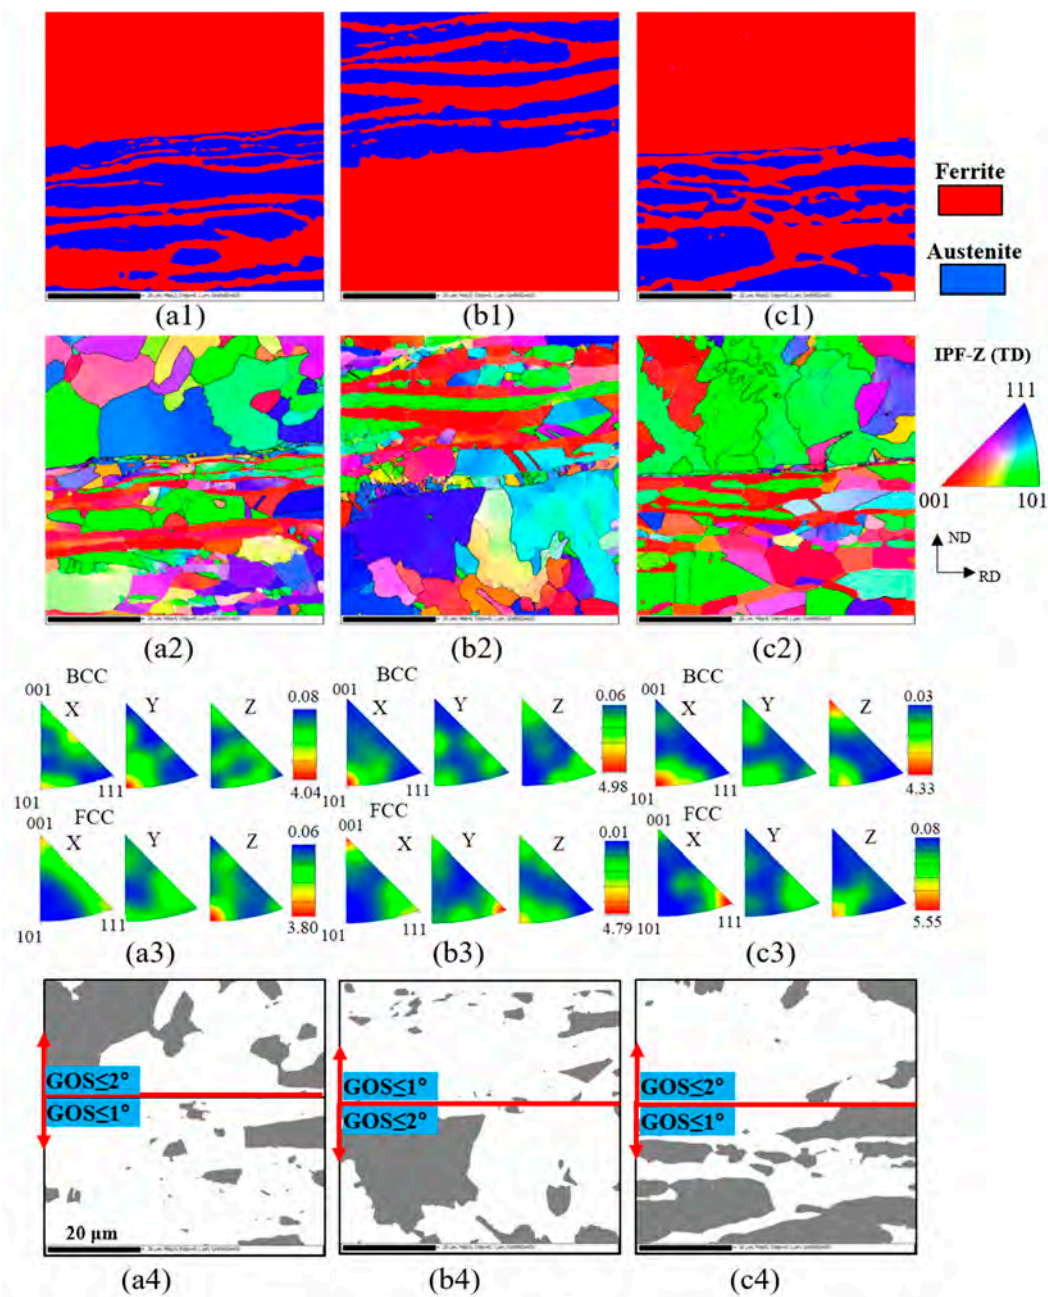 Ferrite
Austenite
(a1)
(b1)
(c1)
IPF-Z (TD)
111
001
101
ND
RD
(a2)
(b2)
(c2)
BCC
001
X
Y
Z
0.08
4.04
101
111
BCC
001
X
Y
Z
0.06
4.98
101
111
BCC
001
X
Y
Z
0.03
4.33
101
111
FCC
001
X
Y
Z
0.06
3.80
101
111
FCC
001
X
Y
Z
0.01
4.79
101
111
FCC
001
X
Y
Z
0.08
5.55
101
111
(a3)
(b3)
(c3)
GOS≤2°
GOS≤1°
20 μm
GOS≤1°
GOS≤2°
GOS≤2°
GOS≤1°
(a4)
(b4)
(c4)